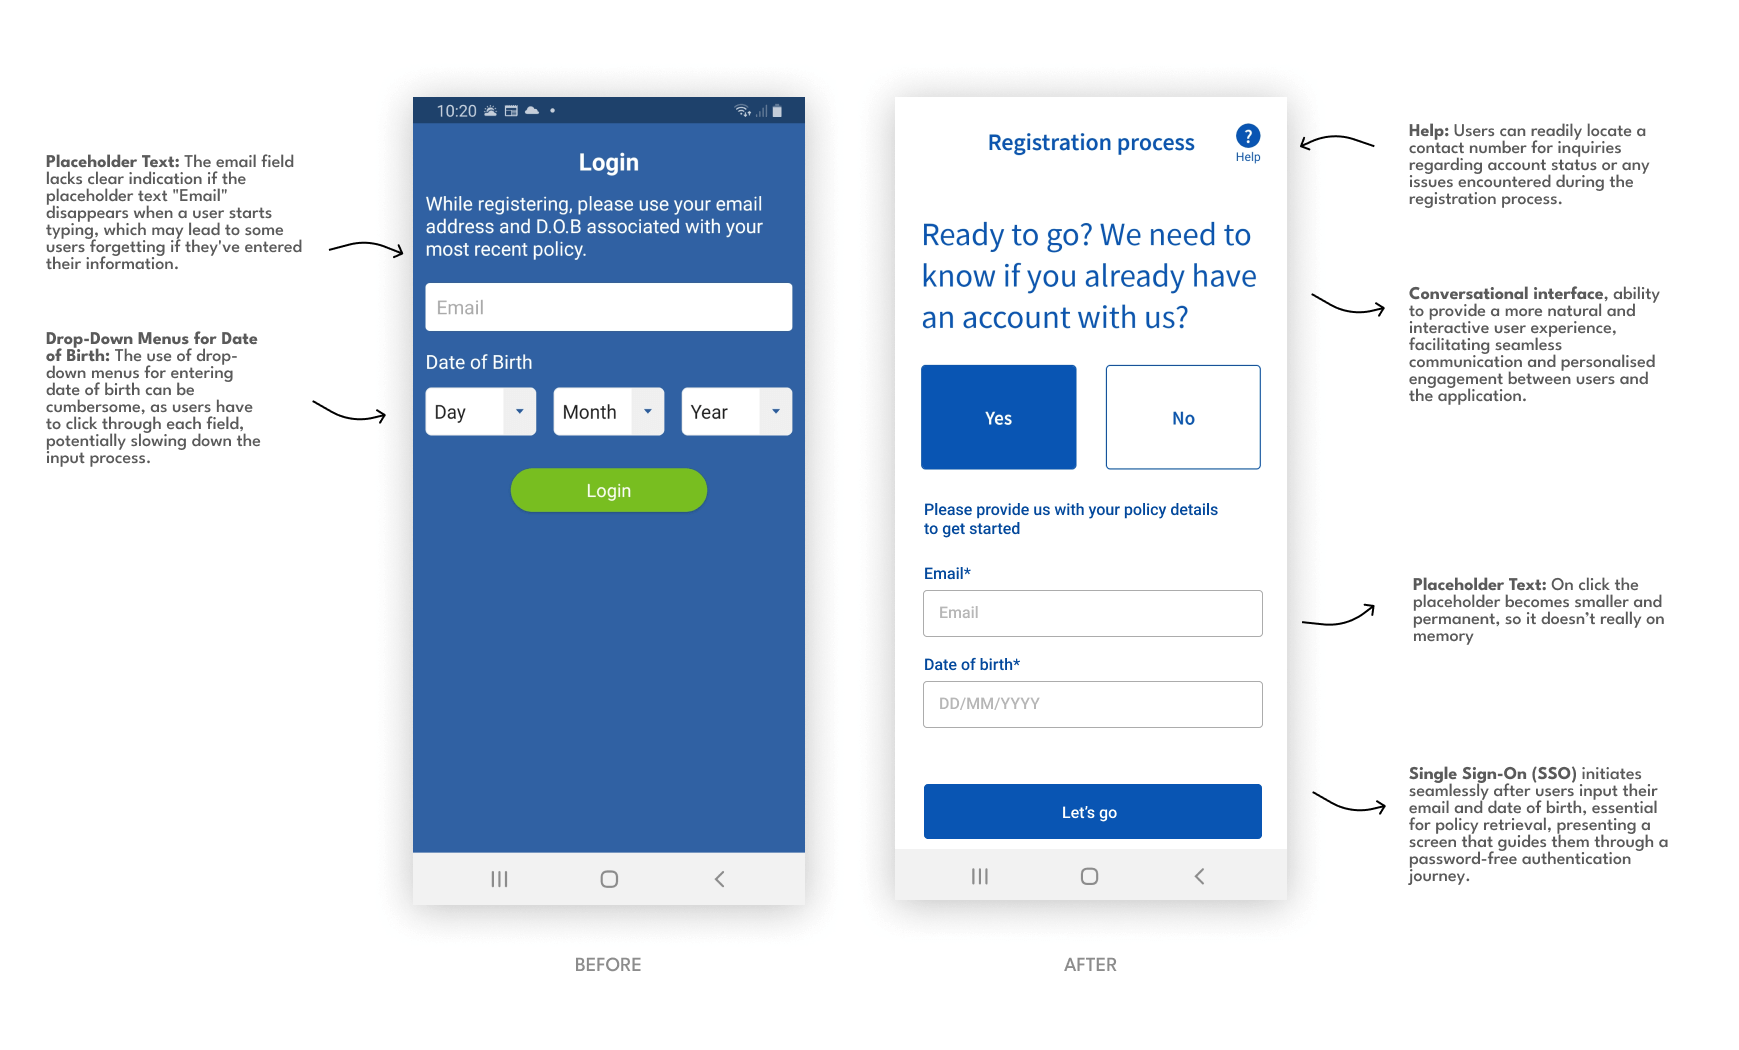 Placeholder Text: The email field
lacks clear indication if the
placeholder text "Email"
disappears when a user starts
typing, which may lead to some
users forgetting if they've entered
their information.
Drop-Down Menus for Date
of Birth: The use of drop-
down menus for entering
date of birth can be
cumbersome, as users have
to click through each field,
potentially slowing down the
input process.
10:20
Login
While registering, please use your email
address and D.O.B associated with your
most recent policy.
Email
Date of Birth
Day Month Year
Login
BEFORE
Registration process
?
Help
Ready to go? We need to
know if you already have
an account with us?
Yes No
Please provide us with your policy details
to get started
Email*
Email
Date of birth*
DD/MM/YYYY
Let's go
AFTER
Help: Users can readily locate a
contact number for inquiries
regarding account status or any
issues encountered during the
registration process.
Conversational interface, ability
to provide a more natural and
interactive user experience,
facilitating seamless
communication and personalised
engagement between users and
the application.
Placeholder Text: On click the
placeholder becomes smaller and
permanent, so it doesn’t really on
memory
Single Sign-On (SSO) initiates
seamlessly after users input their
email and date of birth, essential
for policy retrieval, presenting a
screen that guides them through a
password-free authentication
journey.